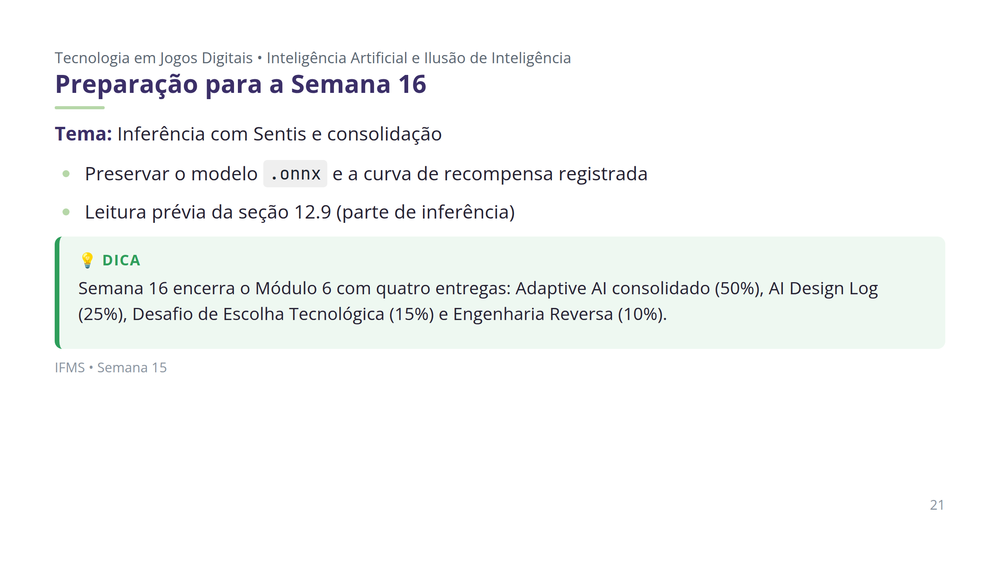 Tecnologia em Jogos Digitais • Inteligência Artificial e Ilusão de Inteligência
Preparação para a Semana 16
Tema: Inferência com Sentis e consolidação
Preservar o modelo .onnx e a curva de recompensa registrada
Leitura prévia da seção 12.9 (parte de inferência)
💡 DICA
Semana 16 encerra o Módulo 6 com quatro entregas: Adaptive AI consolidado (50%), AI Design Log
(25%), Desafio de Escolha Tecnológica (15%) e Engenharia Reversa (10%).
IFMS • Semana 15
21